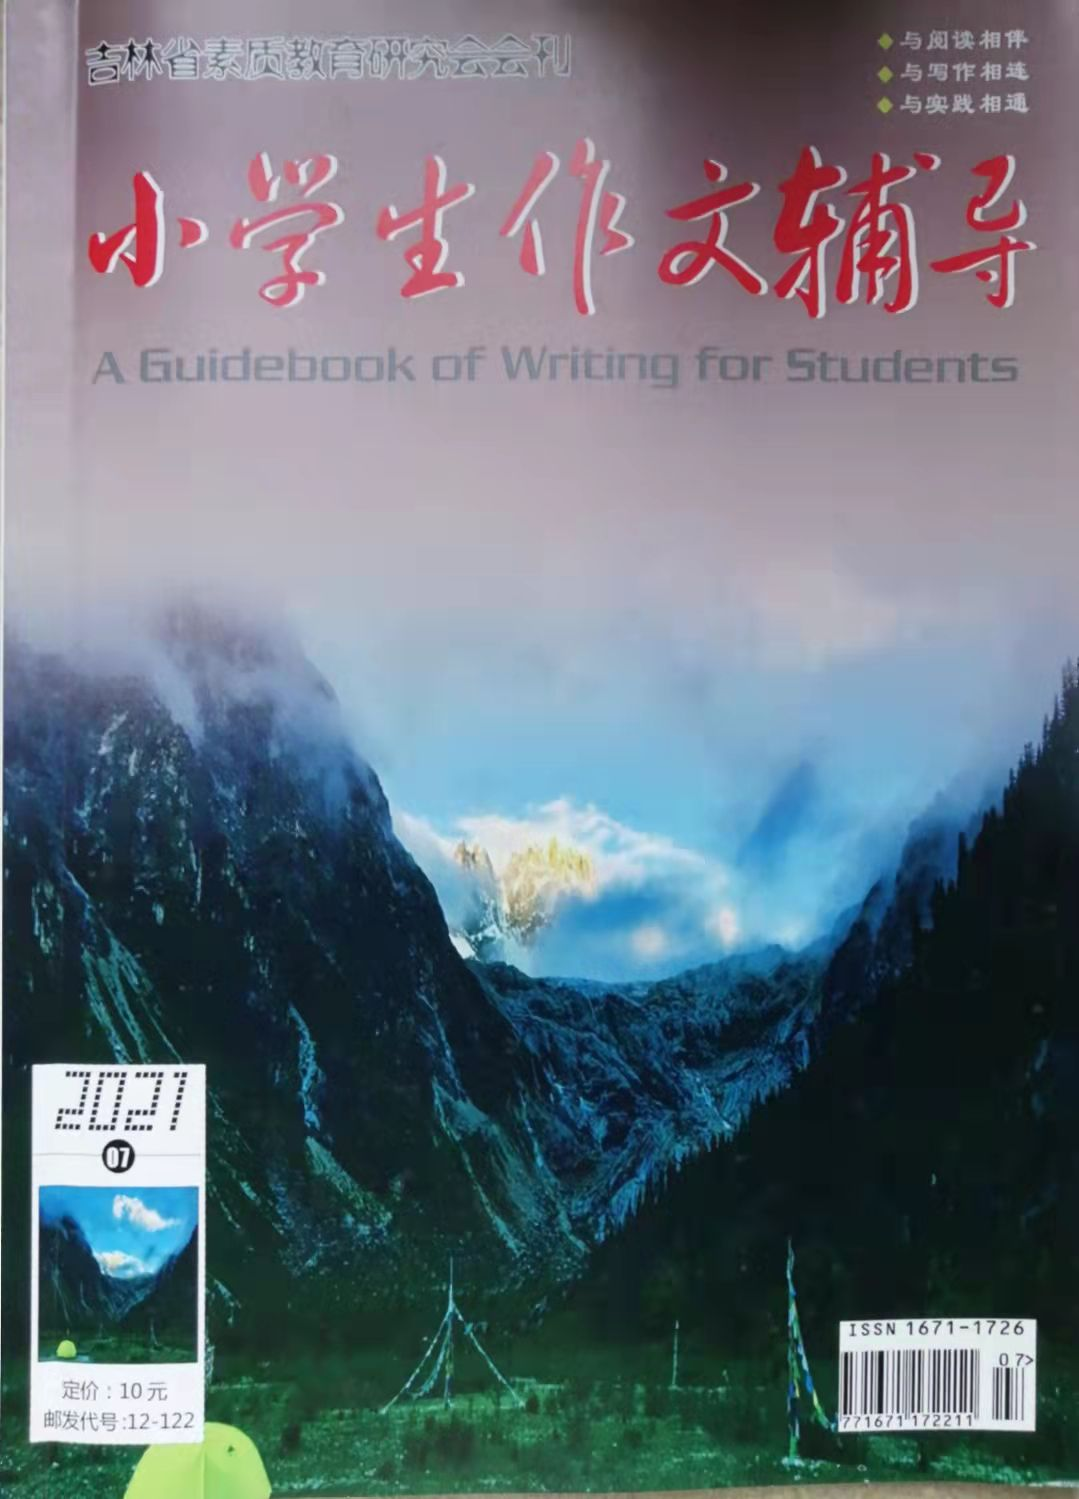 吉林省素质教育研究会会刊
◆与阅读相伴
◆与写作相连
◆与实践相通
小学生作文辅导
A Guidebook of Writing for Students
2021
07
定价：10元
邮发代号:12-122
ISSN 1671-1726
07>
771671172211